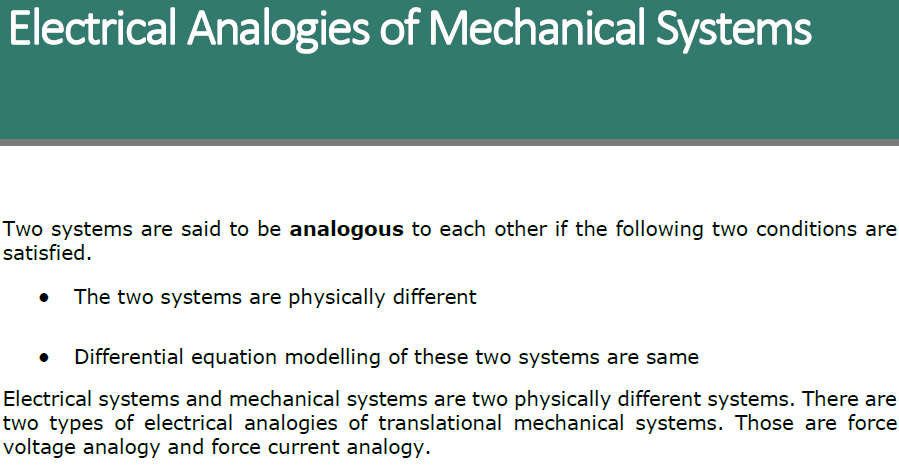 Electrical Analogies of Mechanical Systems
Two systems are said to be analogous to each other if the following two conditions are
satisfied.
• The two systems are physically different
• Differential equation modelling of these two systems are same
Electrical systems and mechanical systems are two physically different systems. There are
two types of electrical analogies of translational mechanical systems. Those are force
voltage analogy and force current analogy.